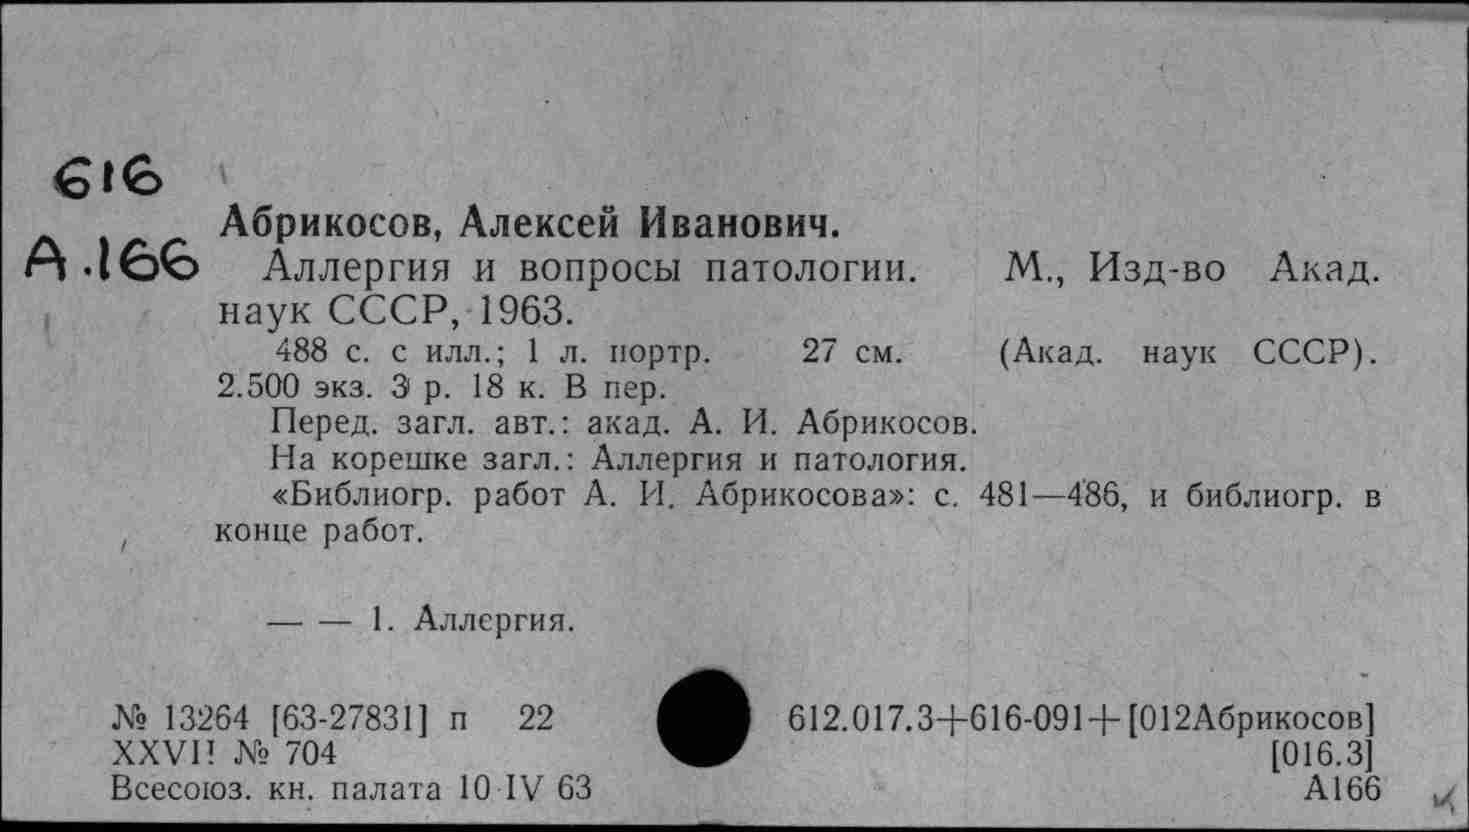 616
А.166
Абрикосов, Алексей Иванович.
Аллергия и вопросы патологии. М., Изд-во Акад.
наук СССР, 1963.
488 с. с илл.; 1 л. портр. 27 см. (Акад. наук СССР).
2.500 экз. 3 р. 18 к. В пер.
Перед. загл. авт.: акад. А. И. Абрикосов.
На корешке загл.: Аллергия и патология.
«Библиогр. работ А. И. Абрикосова»: с. 481—486, и библиогр. в
конце работ.
— — 1. Аллергия.
№ 13264 [63-27831] п 22 612.017.3+616-091+[012Абрикосов]
XXVII № 704 [016.3]
Всесоюз. кн. палата 10 IV 63 А166